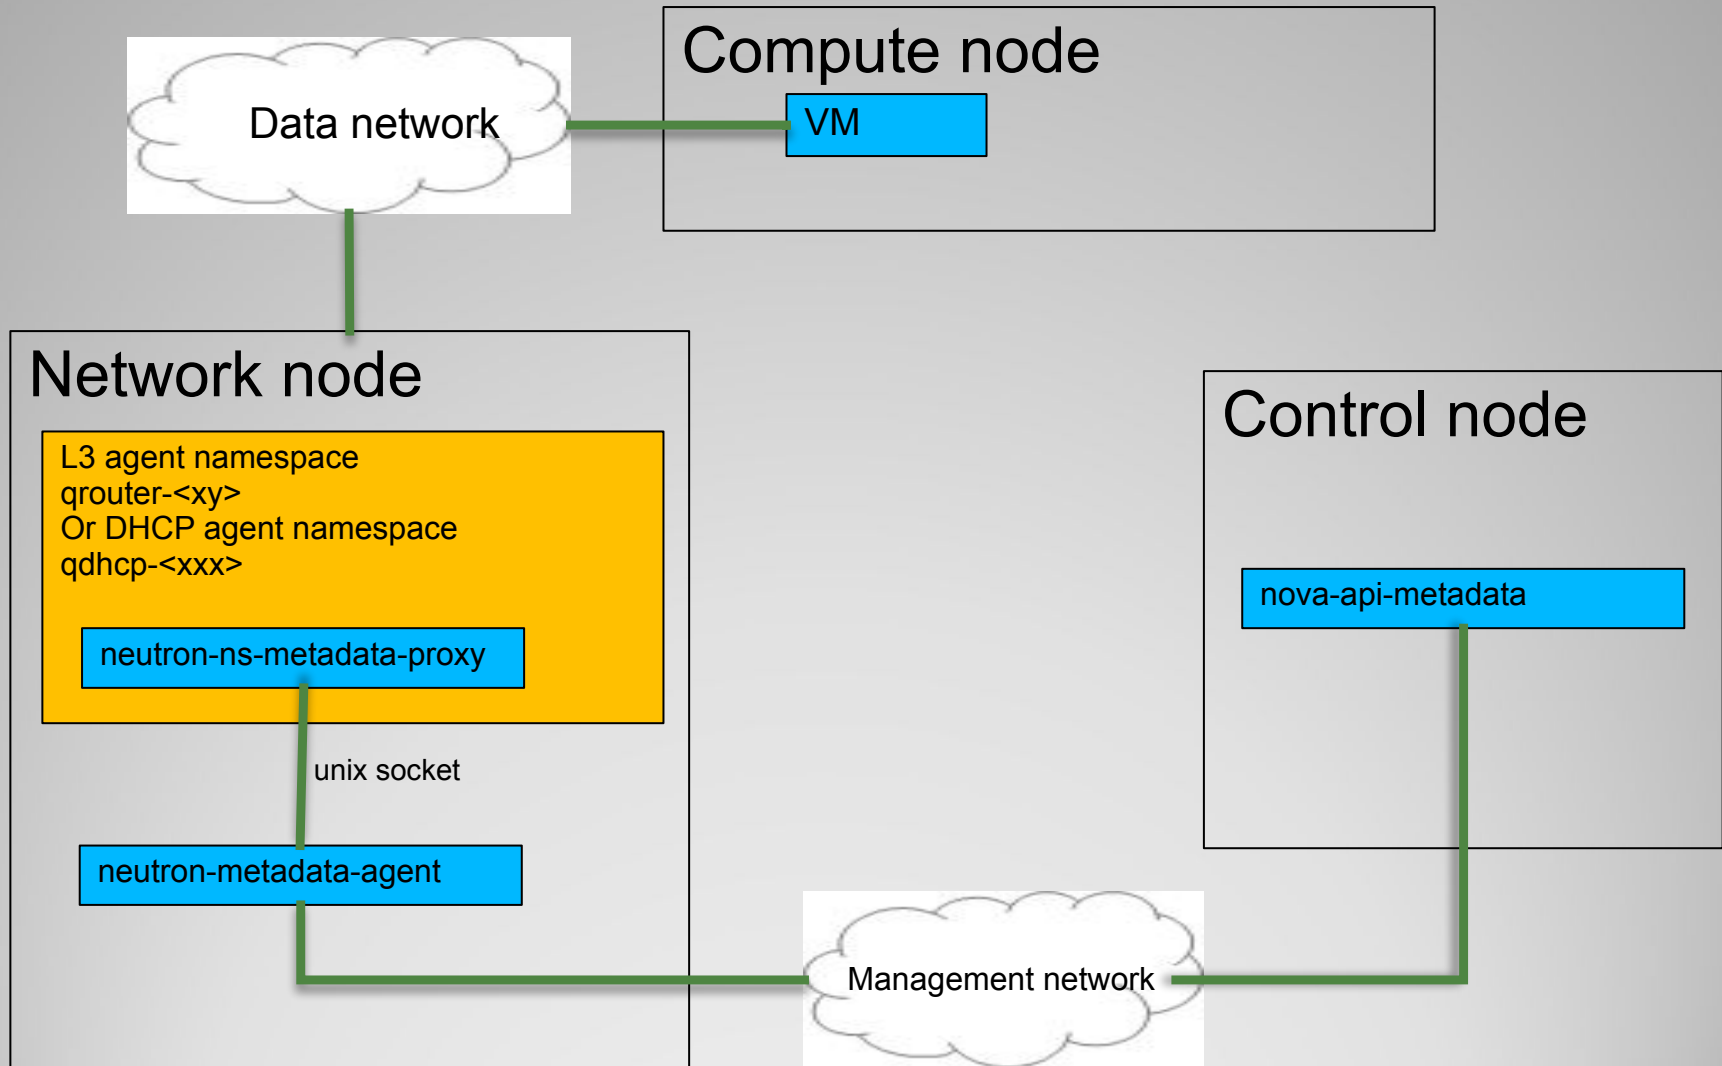 Compute node
Data network
VM
Network node
L3 agent namespace
qrouter-<xy>
Or DHCP agent namespace
qdhcp-<xxx>
neutron-ns-metadata-proxy
unix socket
neutron-metadata-agent
Control node
nova-api-metadata
Management network